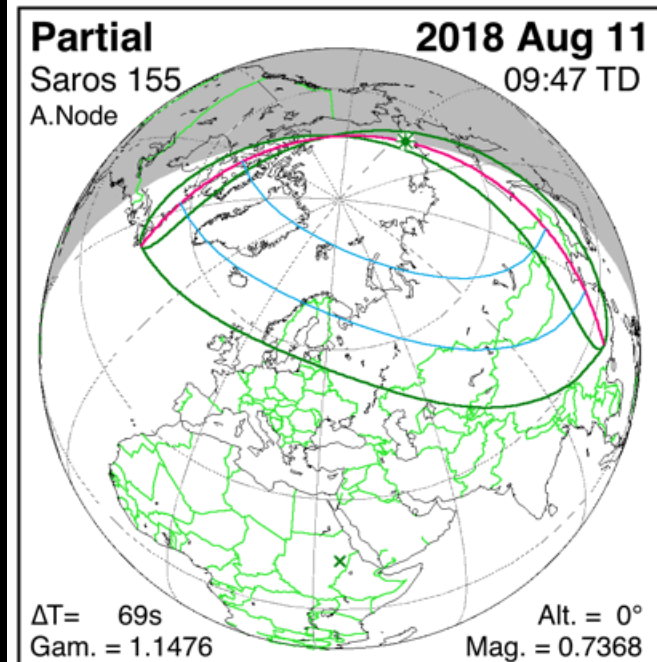 Partial 2018 Aug 11
Saros 155 09:47 TD
A.Node
ΔT= 69s Alt. = 0°
Gam. = 1.1476 Mag. = 0.7368